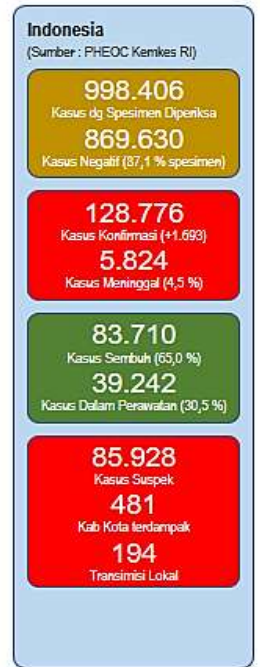 Indonesia
(Sumber : PHEOC Kemkes RI)
998.406
Kasus dg Spesimen Diperiksa
869.630
Kasus Negatif (87,1 % spesimen)
128.776
Kasus Konfirmasi (+1.693)
5.824
Kasus Meninggal (4,5 %)
83.710
Kasus Sembuh (65,0 %)
39.242
Kasus Dalam Perawatan (30,5 %)
85.928
Kasus Suspek
481
Kab Kota terdampak
194
Transimisi Lokal